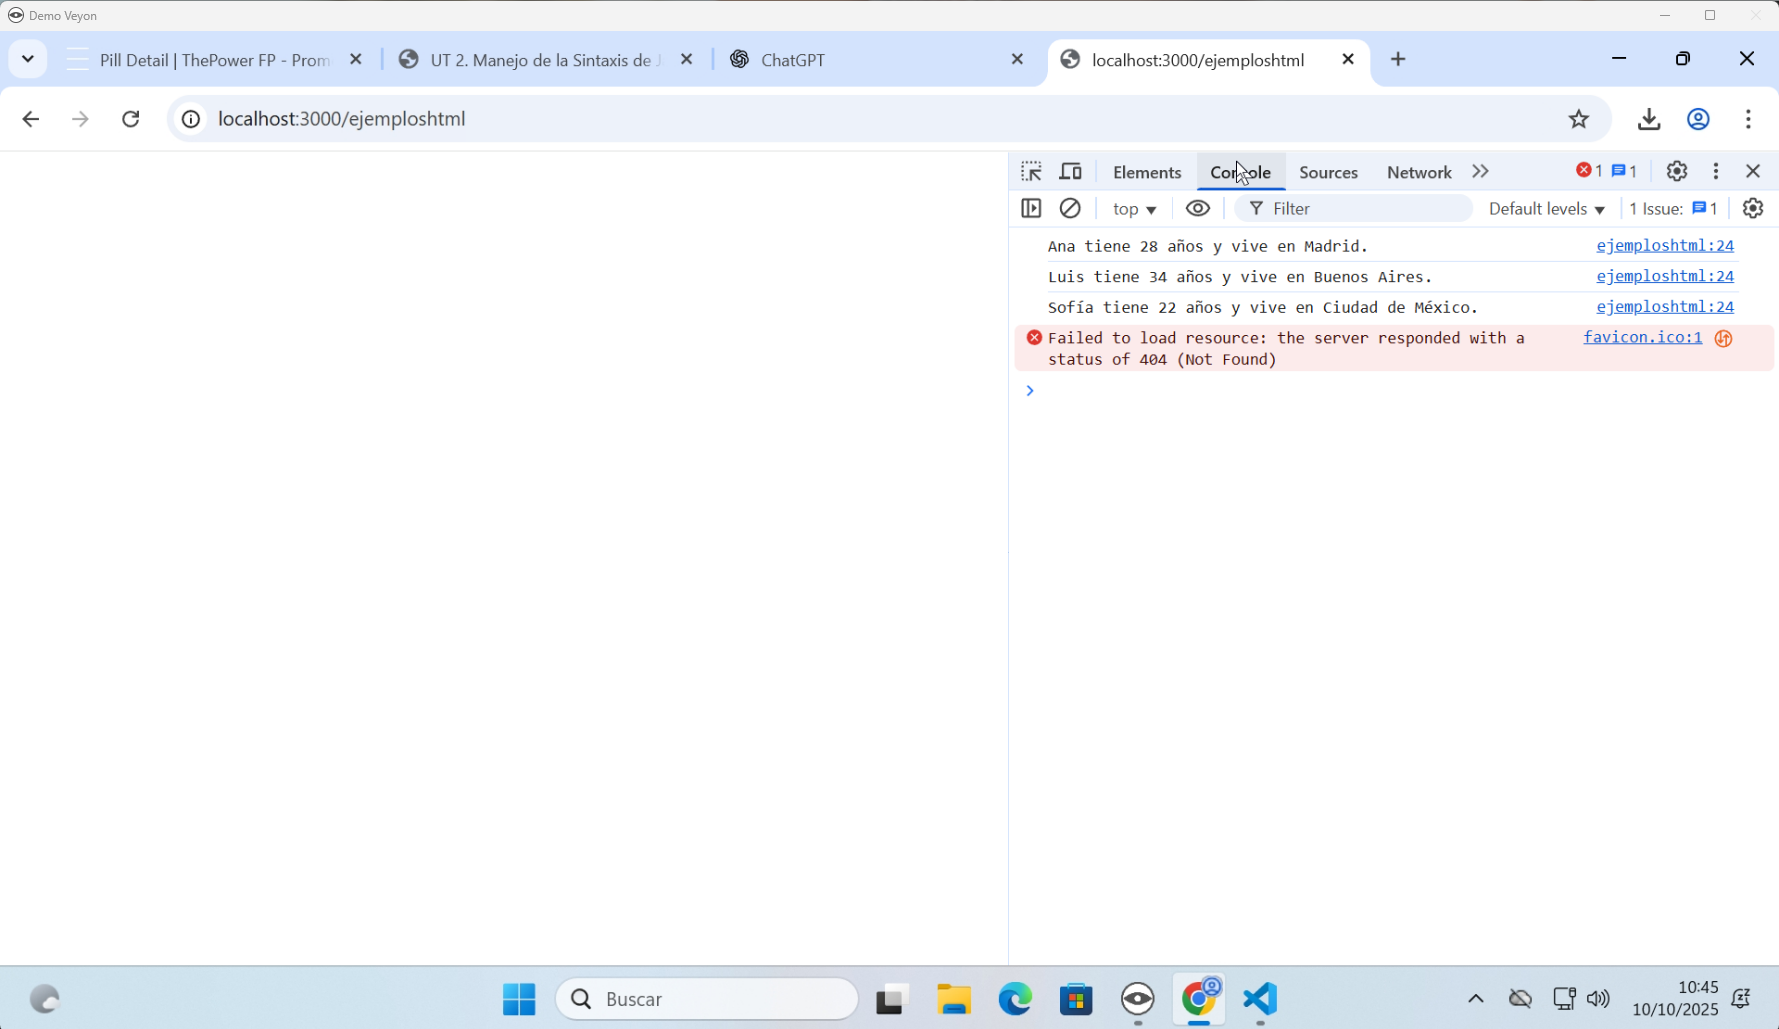 Demo Veyon
Pill Detail | ThePower FP - Prom
UT 2. Manejo de la Sintaxis de J
ChatGPT
localhost:3000/ejemploshtml
localhost:3000/ejemploshtml
Elements Console Sources Network 1 1
top Filter Default levels 1 Issue: 1
Ana tiene 28 años y vive en Madrid. ejemploshtml:24
Luis tiene 34 años y vive en Buenos Aires. ejemploshtml:24
Sofía tiene 22 años y vive en Ciudad de México. ejemploshtml:24
Failed to load resource: the server responded with a favicon.ico:1
status of 404 (Not Found)
Buscar
10:45
10/10/2025